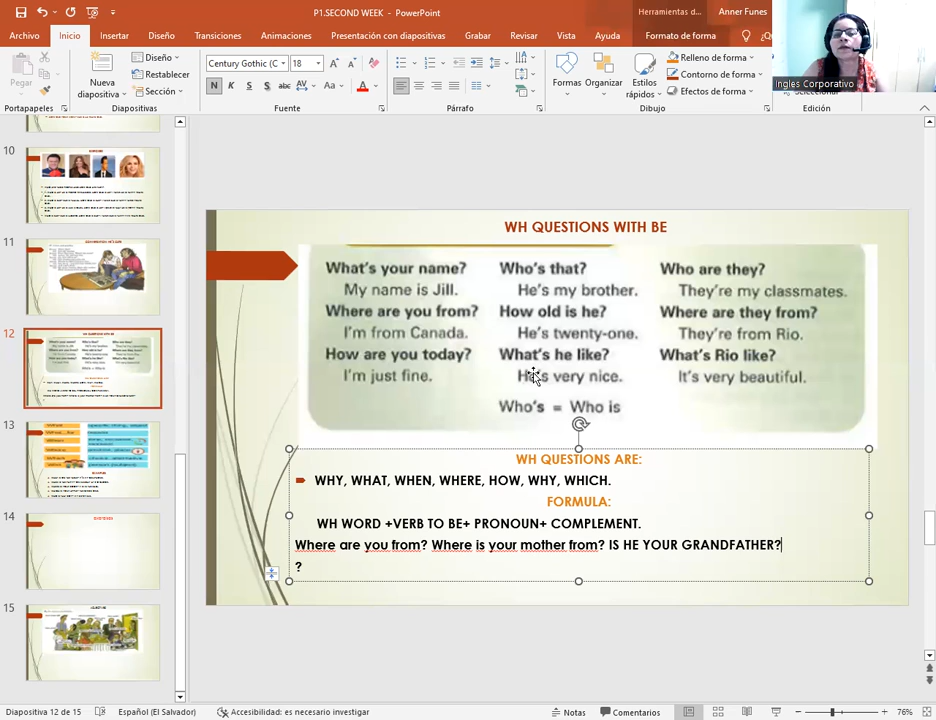 P1.SECOND WEEK - PowerPoint
Herramientas d...
Anner Funes
Archivo Inicio Insertar Diseño Transiciones Animaciones Presentación con diapositivas Grabar Revisar Vista Ayuda Formato de forma
Pegar
Nueva diapositiva
Diseño
Restablecer
Sección
Century Gothic (C 18
N K S S abc AV Aa A
Formas Organizar Estilos rápidos
Relleno de forma
Contorno de forma
Efectos de forma
Ingles Corporativo
Portapapeles Diapositivas Fuente Párrafo Dibujo Edición
10
11
12
13
14
15
WH QUESTIONS WITH BE
What's your name? Who's that? Who are they?
My name is Jill. He's my brother. They're my classmates.
Where are you from? How old is he? Where are they from?
I'm from Canada. He's twenty-one. They're from Rio.
How are you today? What's he like? What's Rio like?
I'm just fine. He's very nice. It's very beautiful.
Who's = Who is
WH QUESTIONS ARE:
WHY, WHAT, WHEN, WHERE, HOW, WHY, WHICH.
FORMULA:
WH WORD +VERB TO BE+ PRONOUN+ COMPLEMENT.
Where are you from? Where is your mother from? IS HE YOUR GRANDFATHER?
?
Diapositiva 12 de 15 Español (El Salvador) Accesibilidad: es necesario investigar Notas Comentarios 76%